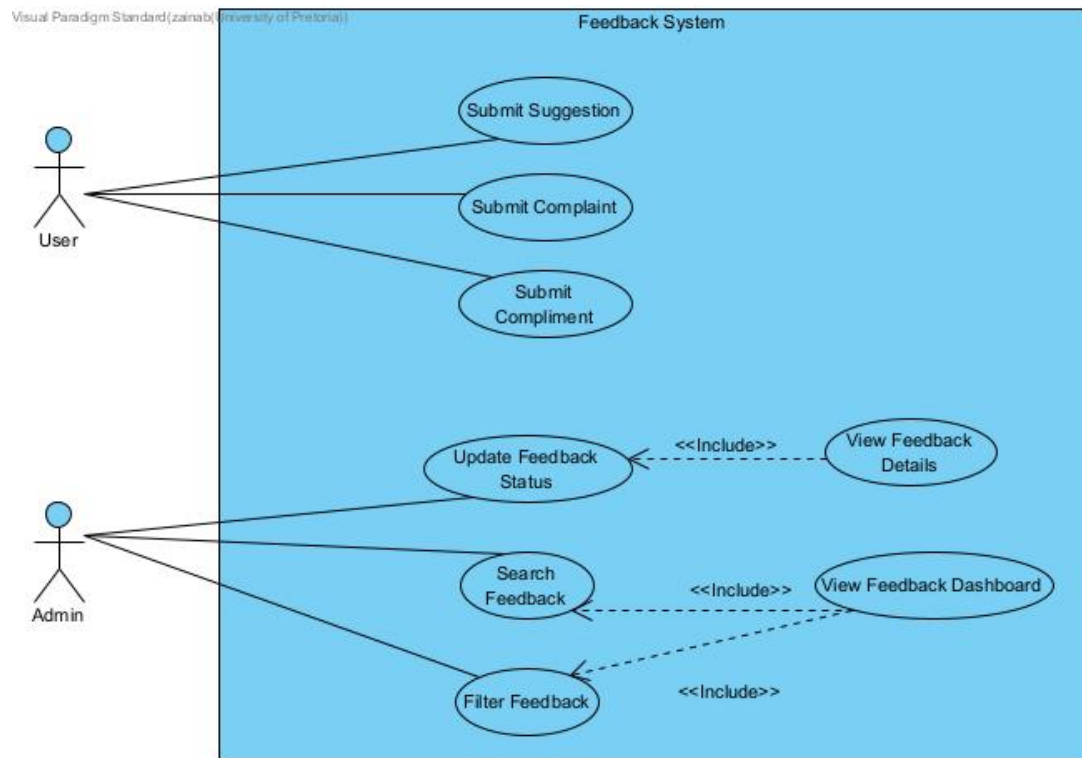 Visual Paradigm Standard(zainab(University of Pretoria))
Feedback System
Submit Suggestion
Submit Complaint
User
Submit
Compliment
Update Feedback
Status
<<Include>>
View Feedback
Details
Search
Feedback
<<Include>>
View Feedback Dashboard
Admin
Filter Feedback
<<Include>>